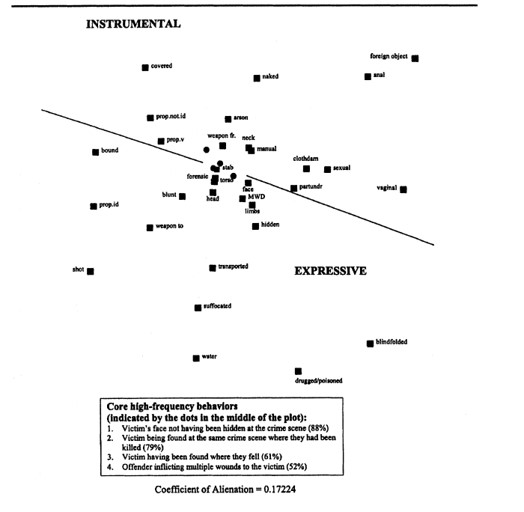 INSTRUMENTAL
foreign object
covered
anal
naked
prop.not.id
arson
weapon fr.
neck
prop.v
manual
bound
clothdam
stab
sexual
forensic
torso
face
partundr
vaginal
blunt
head
MWD
prop.id
limbs
weapon to
hidden
shot
transported
EXPRESSIVE
suffocated
blindfolded
water
drugged/poisoned
Core high-frequency behaviors
(indicated by the dots in the middle of the plot):
1. Victim's face not having been hidden at the crime scene (88%)
2. Victim being found at the same crime scene where they had been
killed (79%)
3. Victim having been found where they fell (61%)
4. Offender inflicting multiple wounds to the victim (52%)
Coefficient of Alienation = 0.17224